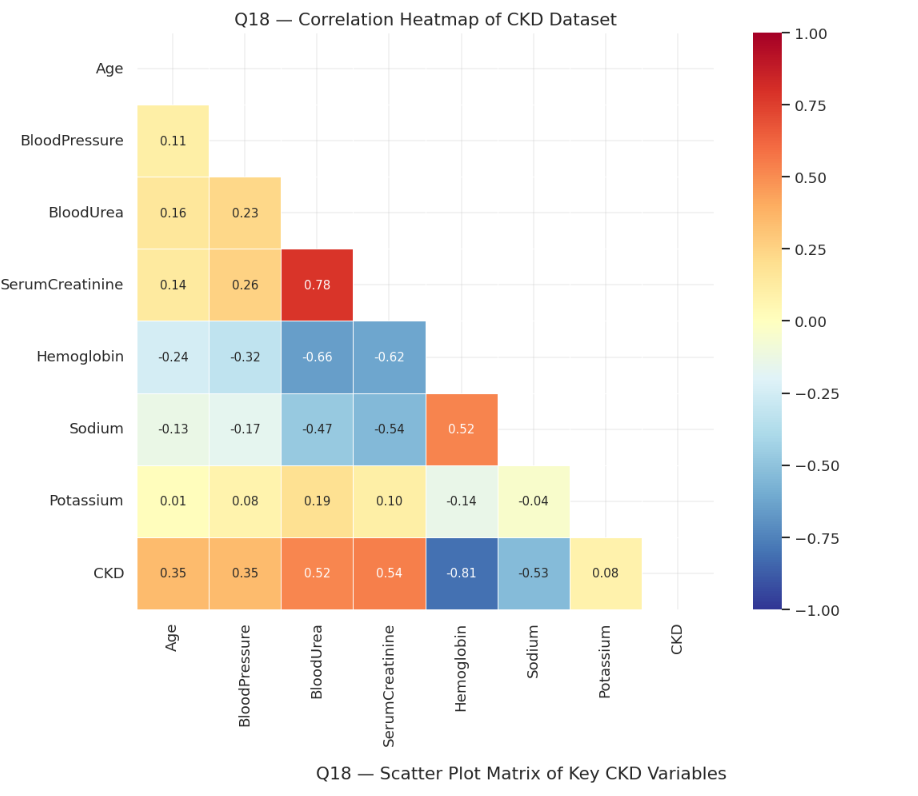 Q18 — Correlation Heatmap of CKD Dataset
1.00
Age
0.75
BloodPressure 0.11
0.50
BloodUrea 0.16 0.23
0.25
SerumCreatinine 0.14 0.26 0.78
0.00
Hemoglobin -0.24 -0.32 -0.66 -0.62
−0.25
Sodium -0.13 -0.17 -0.47 -0.54 0.52
−0.50
Potassium 0.01 0.08 0.19 0.10 -0.14 -0.04
−0.75
CKD 0.35 0.35 0.52 0.54 -0.81 -0.53 0.08
−1.00
Age
BloodPressure
BloodUrea
SerumCreatinine
Hemoglobin
Sodium
Potassium
CKD
Q18 — Scatter Plot Matrix of Key CKD Variables